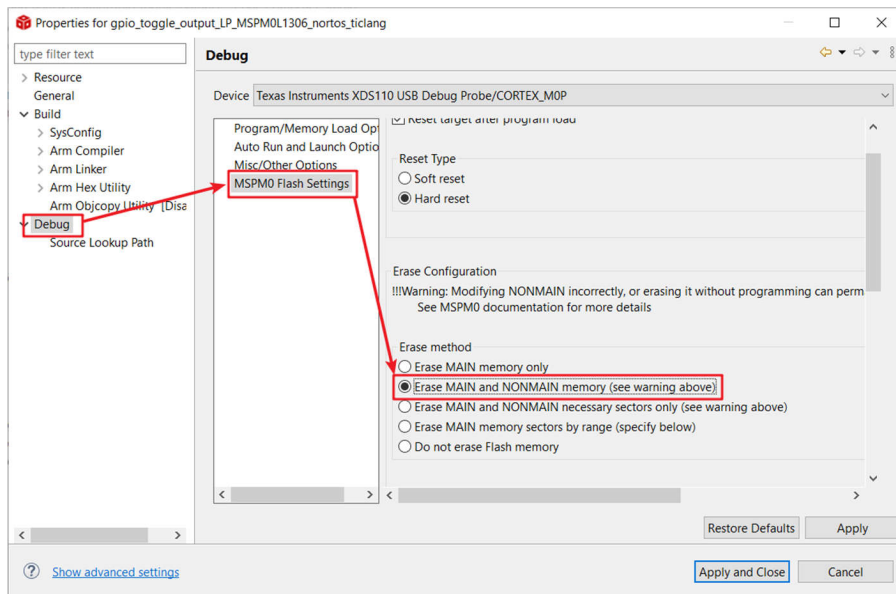 Properties for gpio_toggle_output_LP_MSPM0L1306_nortos_ticlang
type filter text
Resource
General
Build
SysConfig
Arm Compiler
Arm Linker
Arm Hex Utility
Arm Objcopy Utility [Disa
Debug
Source Lookup Path
Debug
Device Texas Instruments XDS110 USB Debug Probe/CORTEX_M0P
Program/Memory Load Opt
Auto Run and Launch Optio
Misc/Other Options
MSPM0 Flash Settings
Reset target after program load
Reset Type
Soft reset
Hard reset
Erase Configuration
!!!Warning: Modifying NONMAIN incorrectly, or erasing it without programming can perm
See MSPM0 documentation for more details
Erase method
Erase MAIN memory only
Erase MAIN and NONMAIN memory (see warning above)
Erase MAIN and NONMAIN necessary sectors only (see warning above)
Erase MAIN memory sectors by range (specify below)
Do not erase Flash memory
Restore Defaults
Apply
Show advanced settings
Apply and Close
Cancel